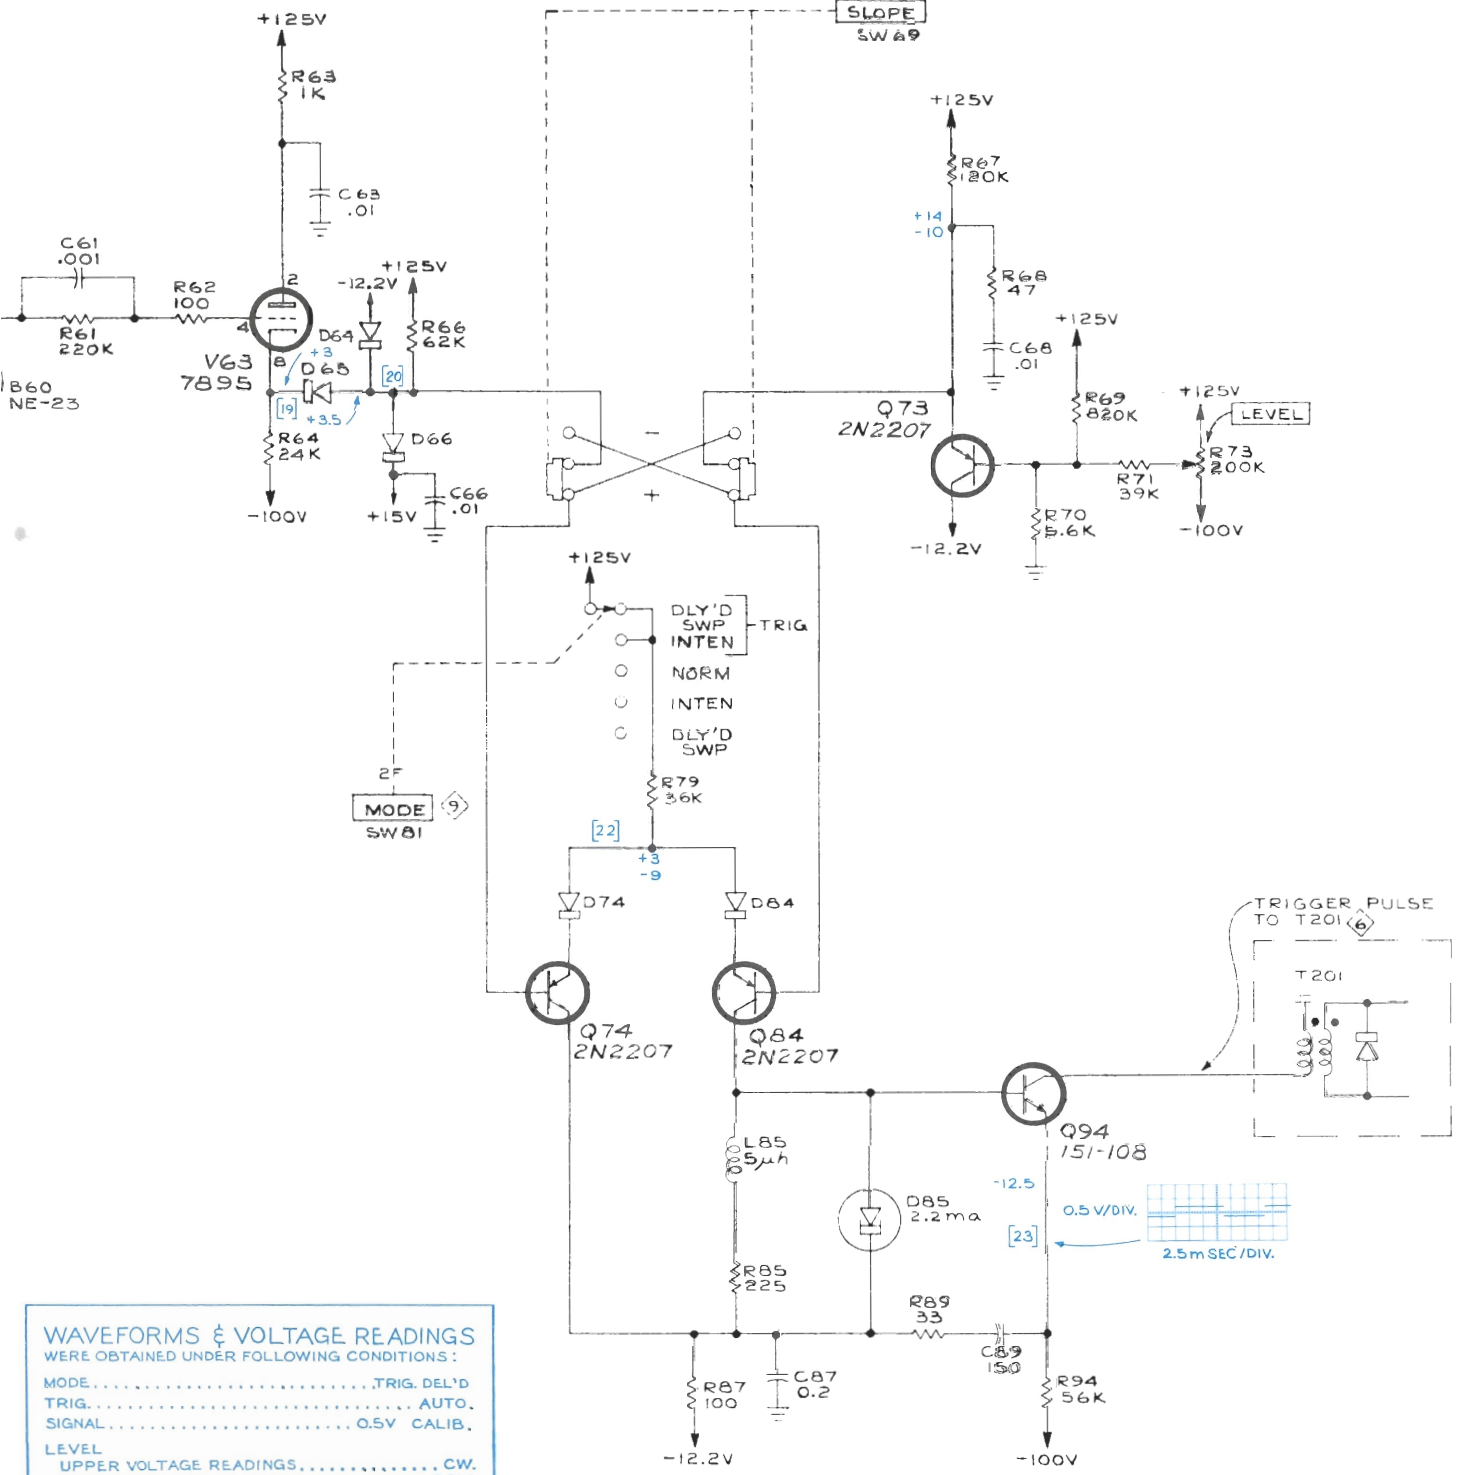 SLOPE
SW69
+125V
R63
1K
C63
.01
C61
.001
R62
100
R61
220K
B60
NE-23
2
4
8
V63
7895
+3
D65
[19]
+3.5
R64
24K
-100V
-12.2V
D64
+125V
R66
62K
[20]
D66
C66
.01
+15V
-
+
+125V
R67
120K
+14
-10
R68
47
C68
.01
Q73
2N2207
-12.2V
+125V
R69
820K
R70
5.6K
R71
39K
+125V
LEVEL
R73
200K
-100V
+125V
DLY'D
SWP
INTEN
TRIG
NORM
INTEN
DLY'D
SWP
2F
MODE
9
SW81
R79
36K
[22]
+3
-9
D74
D84
Q74
2N2207
Q84
2N2207
TRIGGER PULSE
TO T201 6
T201
Q94
151-108
L85
5µh
D85
2.2ma
-12.5
[23]
0.5 V/DIV.
2.5mSEC/DIV.
R85
225
R89
33
C89
150
R87
100
C87
0.2
-12.2V
R94
56K
-100V
WAVEFORMS & VOLTAGE READINGS
WERE OBTAINED UNDER FOLLOWING CONDITIONS:
MODE............................TRIG. DEL'D
TRIG................................. AUTO.
SIGNAL......................... 0.5V CALIB.
LEVEL
UPPER VOLTAGE READINGS.............. CW.